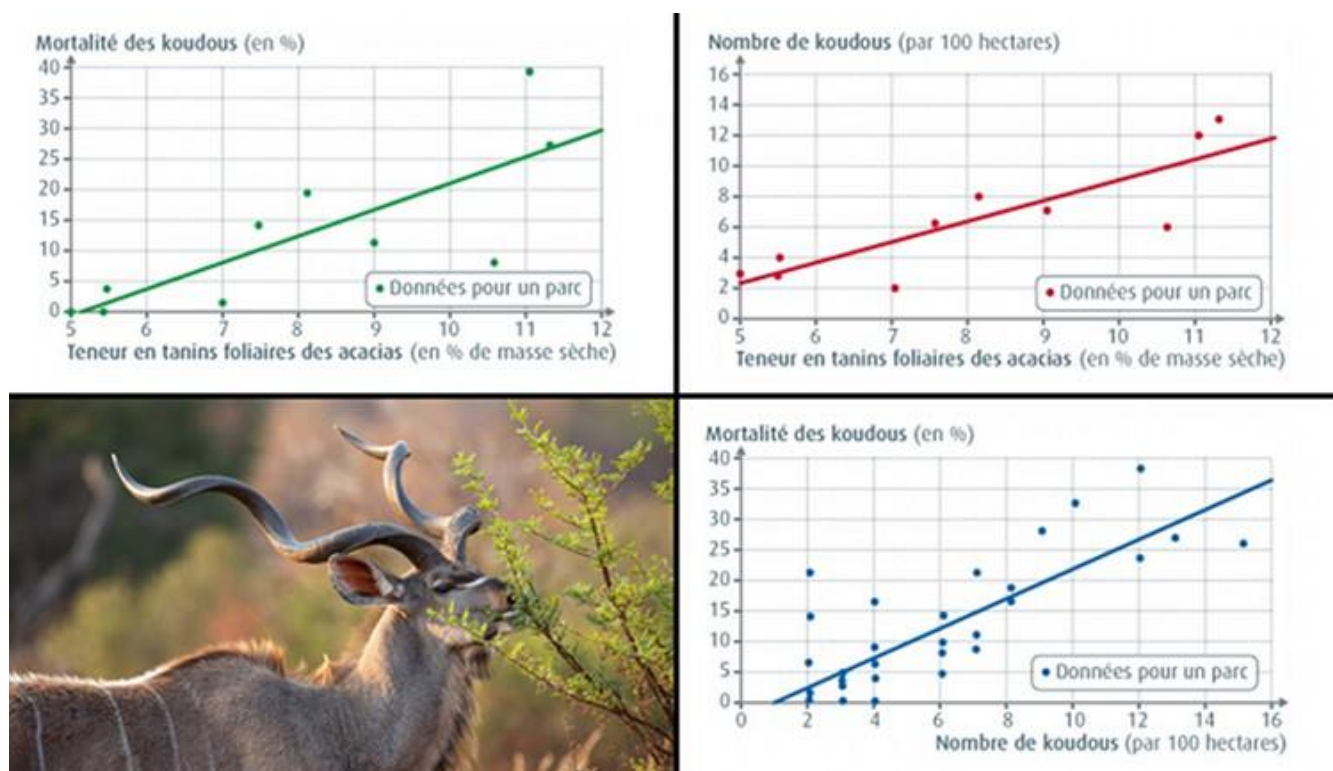 Mortalité des koudous (en %)
40
35
30
25
20
15
10
5
0
5 6 7 8 9 10 11 12
Données pour un parc
Teneur en tanins foliaires des acacias (en % de masse sèche)
Nombre de koudous (par 100 hectares)
16
14
12
10
8
6
4
2
0
5 6 7 8 9 10 11 12
Données pour un parc
Teneur en tanins foliaires des acacias (en % de masse sèche)
Mortalité des koudous (en %)
40
35
30
25
20
15
10
5
0
0 2 4 6 8 10 12 14 16
Données pour un parc
Nombre de koudous (par 100 hectares)